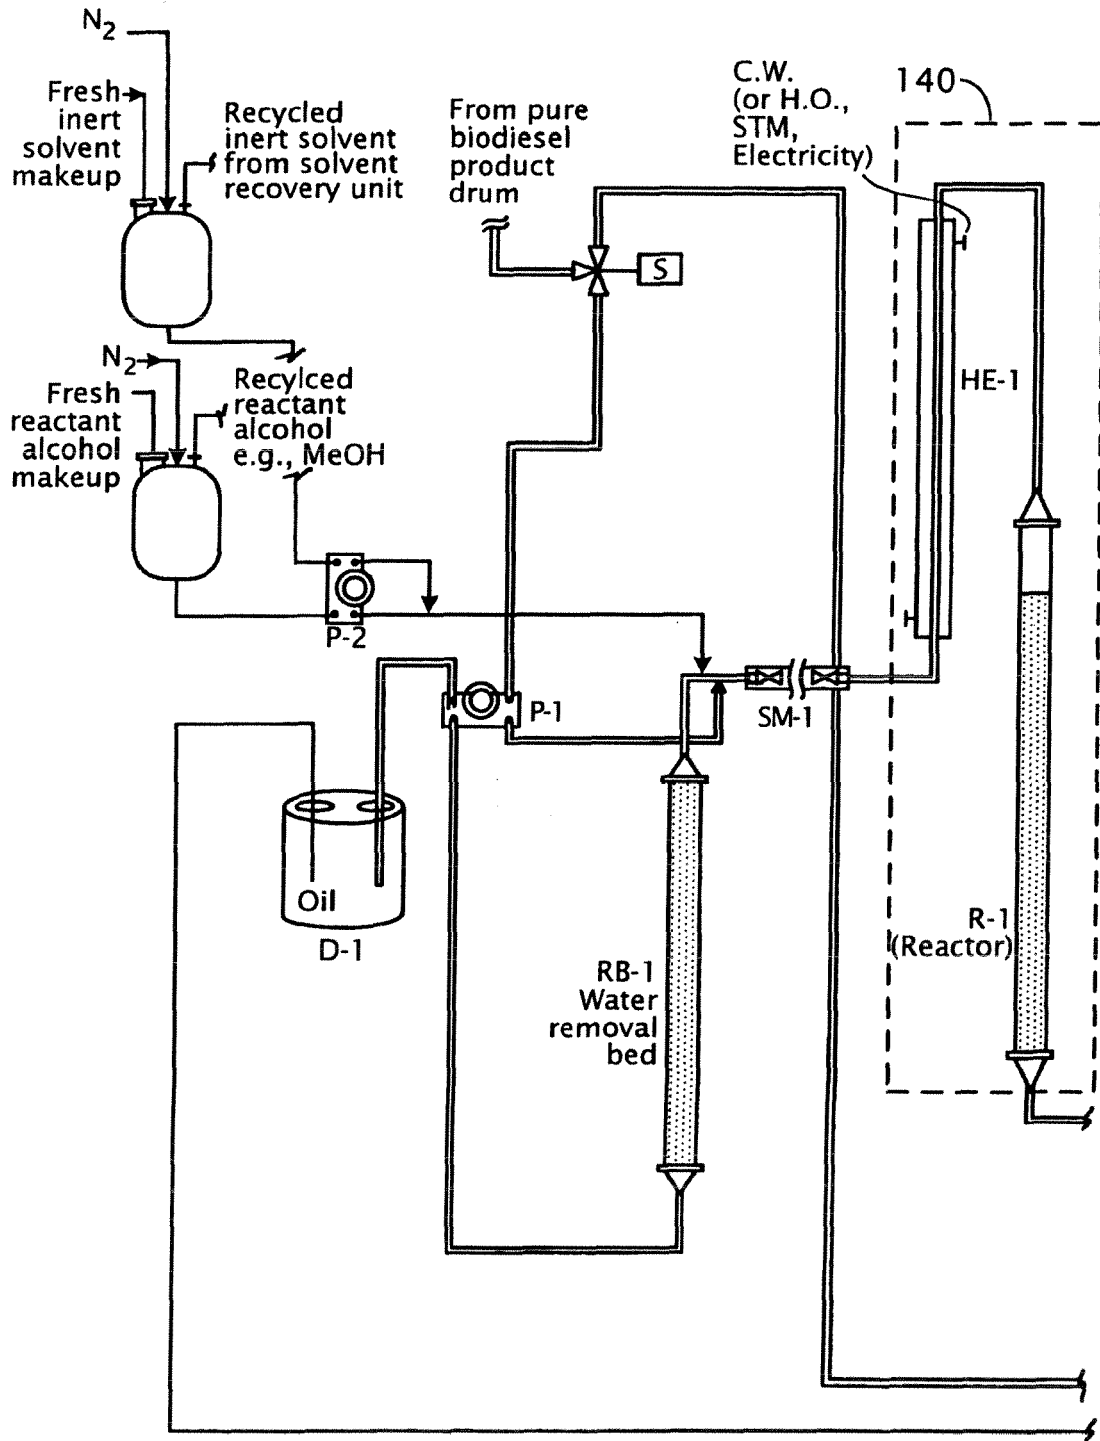 N2
Fresh
inert
solvent
makeup
Recycled
inert solvent
from solvent
recovery unit
From pure
biodiesel
product
drum
C.W.
(or H.O.,
STM,
Electricity)
140
S
N2
Fresh
reactant
alcohol
makeup
Recylced
reactant
alcohol
e.g., MeOH
HE-1
P-2
P-1
SM-1
Oil
D-1
RB-1
Water
removal
bed
R-1
(Reactor)